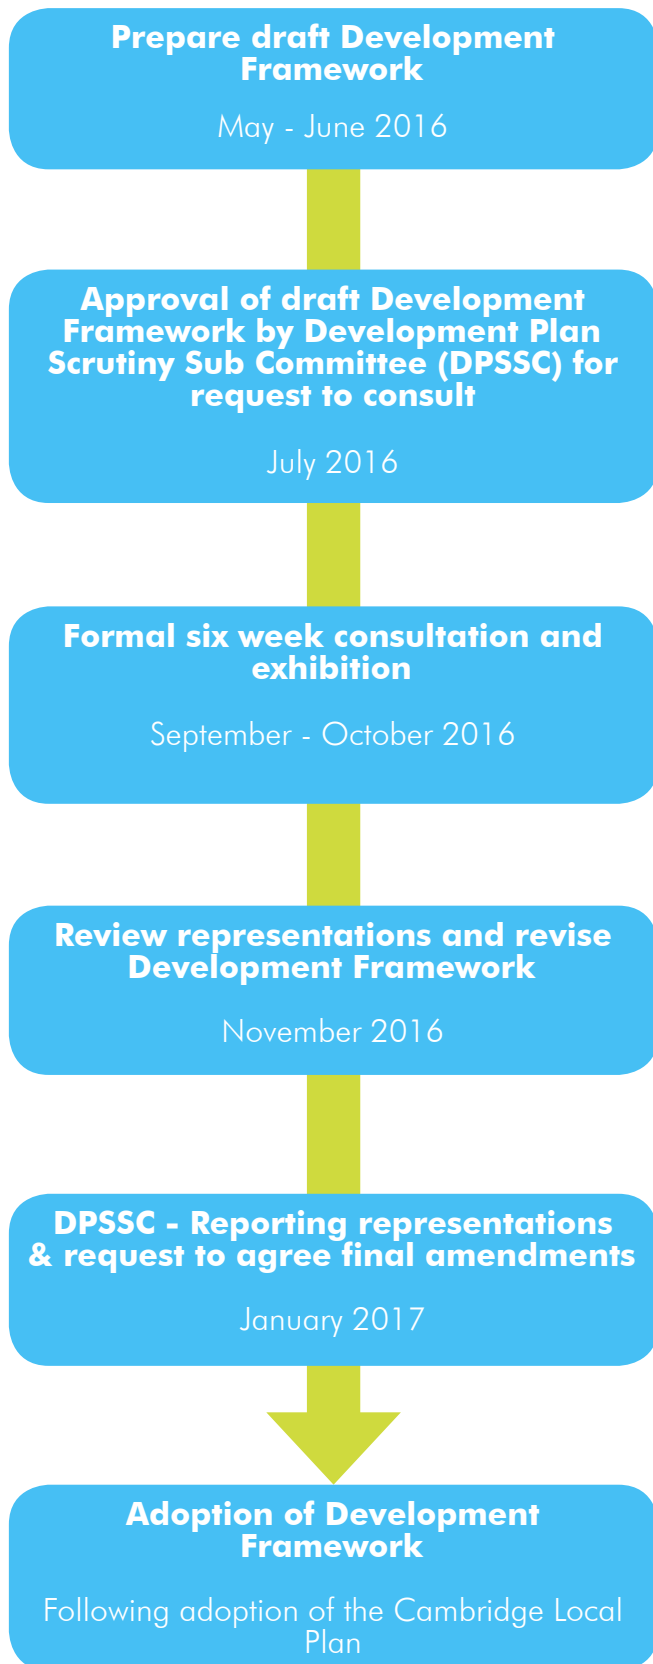 Prepare draft Development
Framework
May - June 2016
Approval of draft Development
Framework by Development Plan
Scrutiny Sub Committee (DPSSC) for
request to consult
July 2016
Formal six week consultation and
exhibition
September - October 2016
Review representations and revise
Development Framework
November 2016
DPSSC - Reporting representations
& request to agree final amendments
January 2017
Adoption of Development
Framework
Following adoption of the Cambridge Local
Plan